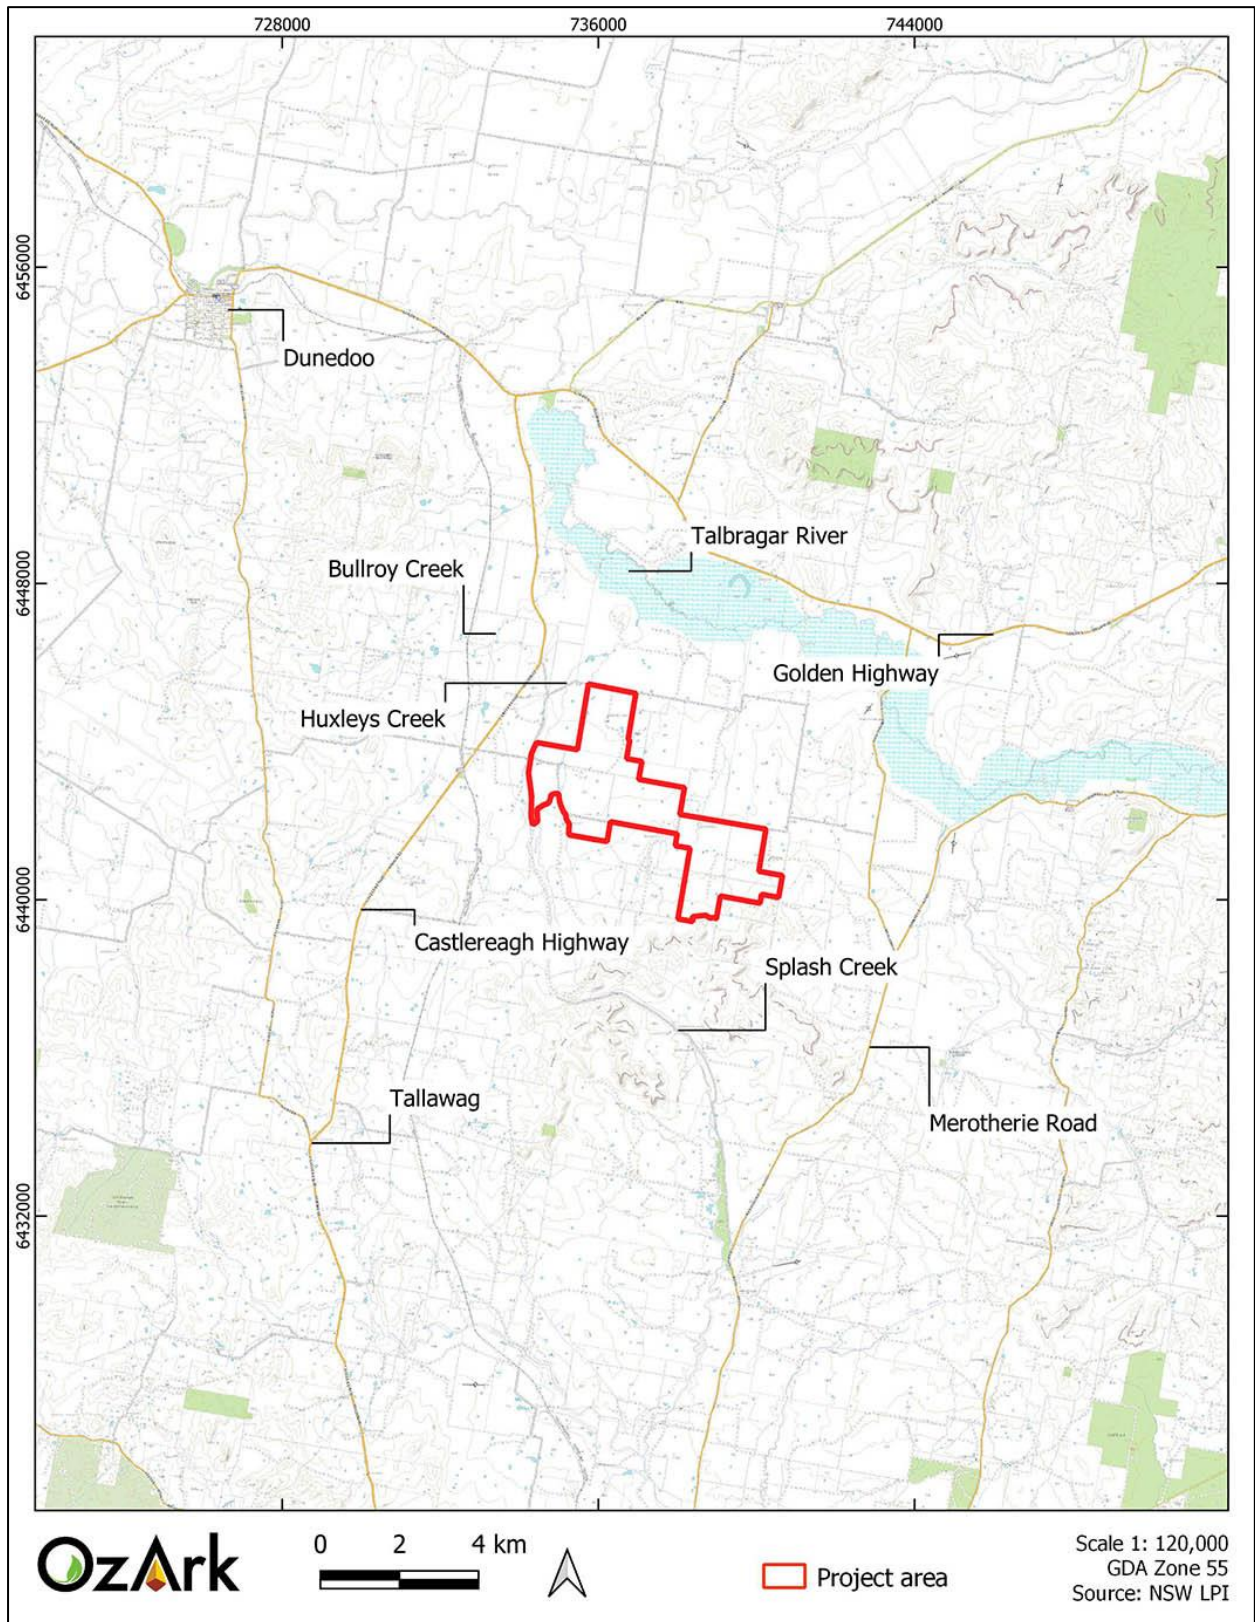 728000
736000
744000
6456000
Dunedoo
Talbragar River
Bullroy Creek
6448000
Golden Highway
Huxleys Creek
6440000
Castlereagh Highway
Splash Creek
Tallawag
Merotherie Road
6432000
OzArk
0 2 4 km
Project area
Scale 1: 120,000
GDA Zone 55
Source: NSW LPI